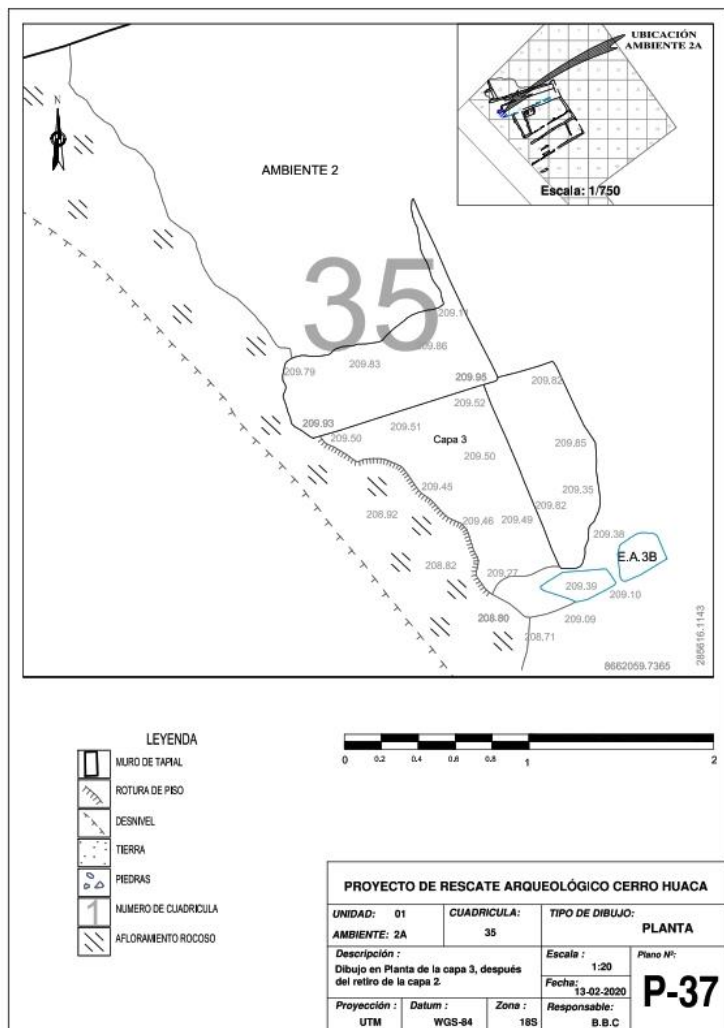 UBICACIÓN
AMBIENTE 2A
Escala: 1/750
N
AMBIENTE 2
35
209.11
209.86
209.83
209.79
209.95
209.82
209.52
209.93
209.51
209.50
Capa 3
209.85
209.50
209.45
209.35
209.82
208.92
209.46
209.49
209.38
E.A.3B
208.82
209.27
209.39
209.10
208.80
209.09
208.71
285616.1143
8662059.7365
LEYENDA
MURO DE TAPIAL
ROTURA DE PISO
DESNIVEL
TIERRA
PIEDRAS
1 NUMERO DE CUADRICULA
AFLORAMIENTO ROCOSO
0 0.2 0.4 0.6 0.8 1 2
PROYECTO DE RESCATE ARQUEOLÓGICO CERRO HUACA
UNIDAD: 01
AMBIENTE: 2A
CUADRICULA:
35
TIPO DE DIBUJO:
PLANTA
Descripción :
Dibujo en Planta de la capa 3, después
del retiro de la capa 2.
Escala :
1:20
Fecha:
13-02-2020
Plano Nº:
P-37
Proyección :
UTM
Datum :
WGS-84
Zona :
18S
Responsable:
B.B.C